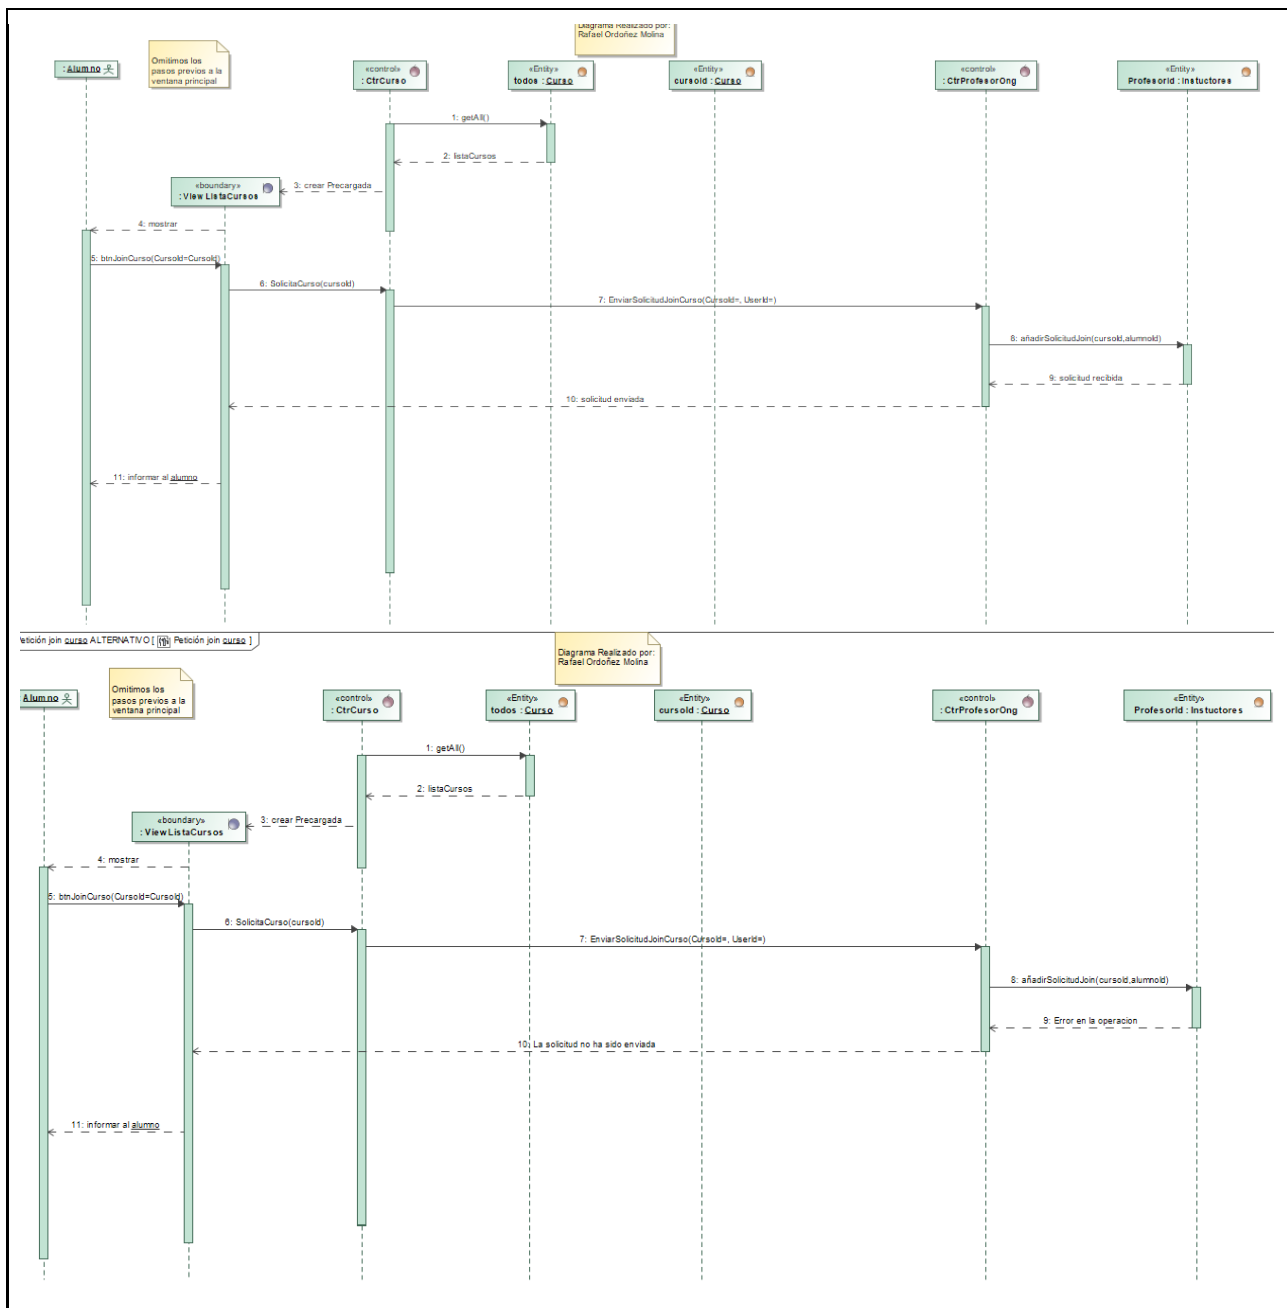 Diagrama Realizado por:
Rafael Ordoñez Molina
Omitimos los
pasos previos a la
ventana principal
: Alumno
«control»
: CtrCurso
«Entity»
todos : Curso
«Entity»
cursoId : Curso
«control»
: CtrProfesorOng
«Entity»
ProfesorId : Instuctores
1: getAll()
2: listaCursos
«boundary»
: View ListaCursos
3: crear Precargada
4: mostrar
5: btnJoinCurso(CursoId=CursoId)
6: SolicitaCurso(cursoId)
7: EnviarSolicitudJoinCurso(CursoId=, UserId=)
8: añadirSolicitudJoin(cursoId,alumnoId)
9: solicitud recibida
10: solicitud enviada
11: informar al alumno
Petición join curso ALTERNATIVO [ Petición join curso ]
Diagrama Realizado por:
Rafael Ordoñez Molina
Omitimos los
pasos previos a la
ventana principal
Alumno
«control»
: CtrCurso
«Entity»
todos : Curso
«Entity»
cursoId : Curso
«control»
: CtrProfesorOng
«Entity»
ProfesorId : Instuctores
1: getAll()
2: listaCursos
«boundary»
: View ListaCursos
3: crear Precargada
4: mostrar
5: btnJoinCurso(CursoId=CursoId)
6: SolicitaCurso(cursoId)
7: EnviarSolicitudJoinCurso(CursoId=, UserId=)
8: añadirSolicitudJoin(cursoId,alumnoId)
9: Error en la operacion
10: La solicitud no ha sido enviada
11: informar al alumno